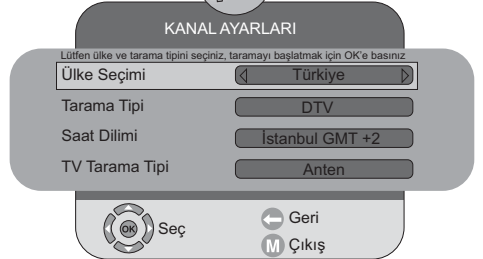 KANAL AYARLARI
Lütfen ülke ve tarama tipini seçiniz, taramayı başlatmak için OK'e basınız
Ülke Seçimi Türkiye
Tarama Tipi DTV
Saat Dilimi İstanbul GMT +2
TV Tarama Tipi Anten
OK Seç Geri
M Çıkış